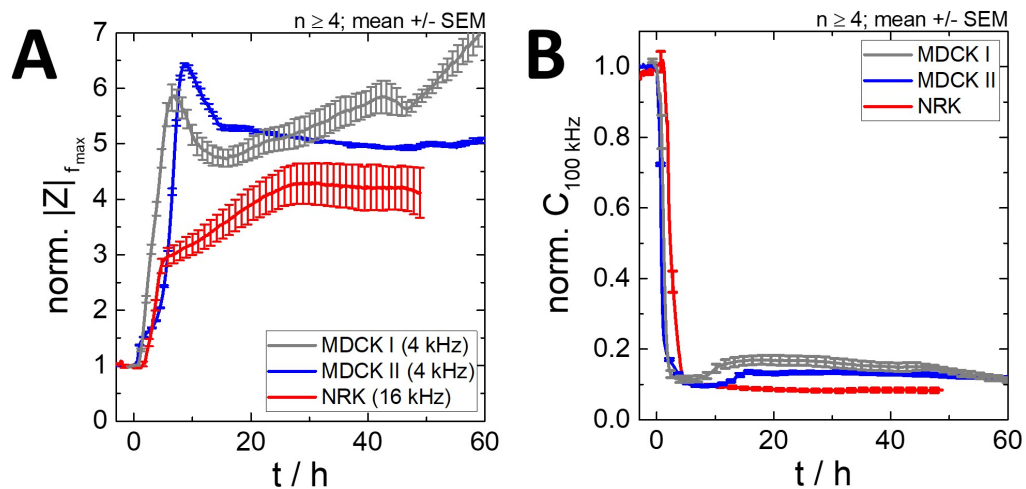 A
n ≥ 4; mean +/- SEM
norm. |Z|f max
7
6
5
4
3
2
1
0
MDCK I (4 kHz)
MDCK II (4 kHz)
NRK (16 kHz)
0 20 40 60
t / h
B
n ≥ 4; mean +/- SEM
norm. C100 kHz
1.0
0.8
0.6
0.4
0.2
0.0
MDCK I
MDCK II
NRK
0 20 40 60
t / h